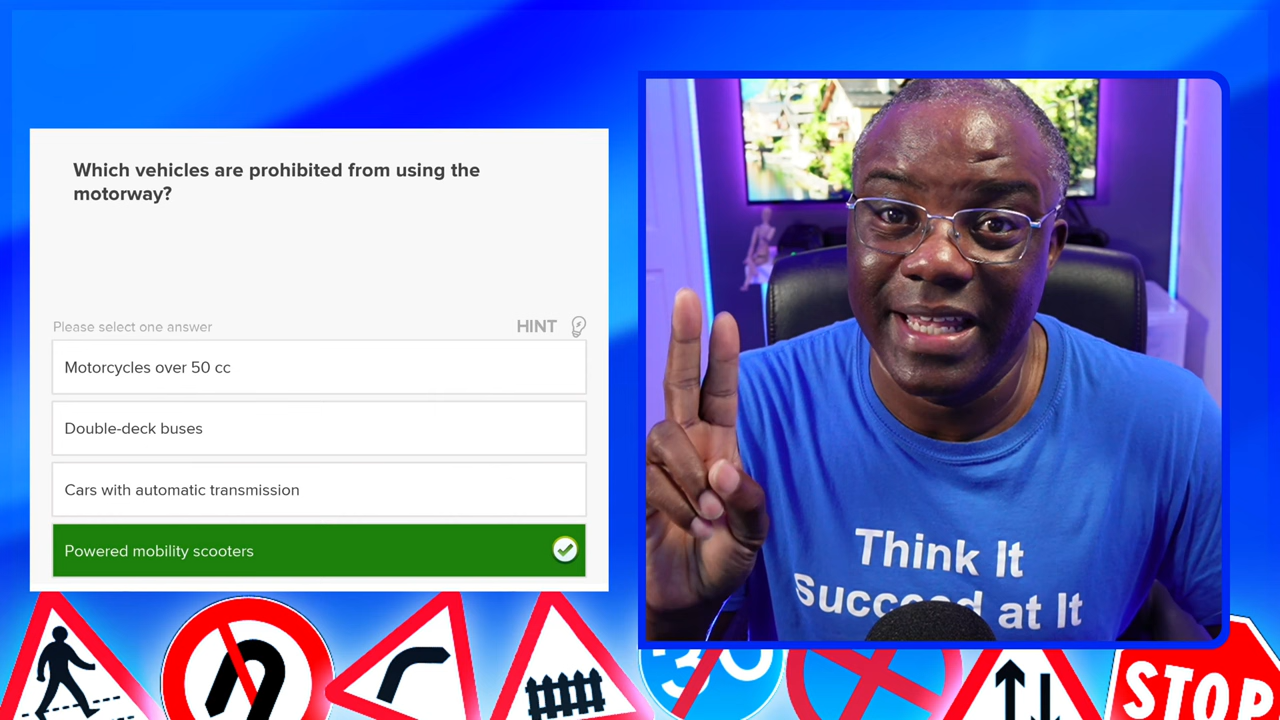 Which vehicles are prohibited from using the
motorway?
Please select one answer
HINT
Motorcycles over 50 cc
Double-deck buses
Cars with automatic transmission
Powered mobility scooters
Think It
Succeed at It
30
STOP